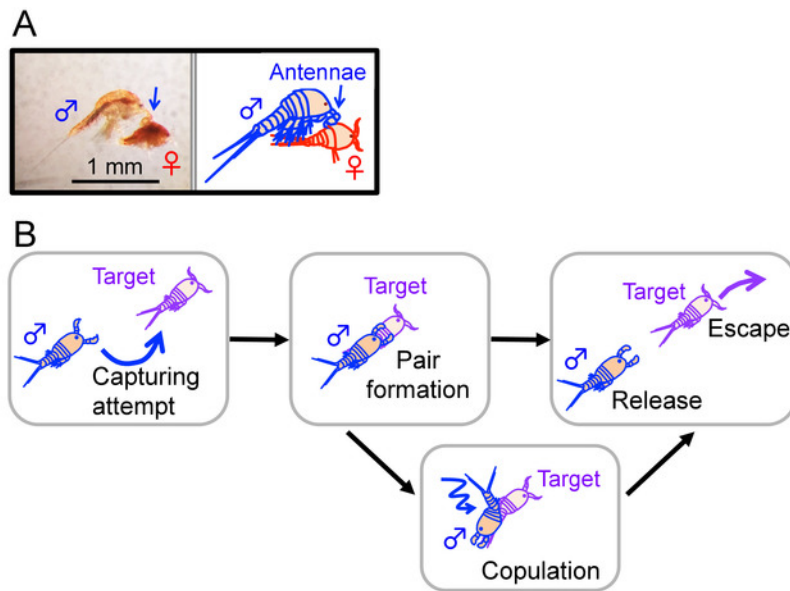 A
♂
♀
1 mm
Antennae
♂
♀
B
Target
♂
Capturing
attempt
Target
♂
Pair
formation
Target
Escape
♂
Release
Target
♂
Copulation